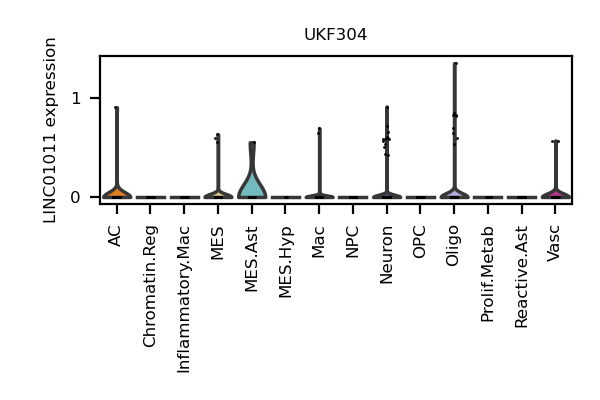 UKF304
LINC01011 expression
1
0
AC
Chromatin.Reg
Inflammatory.Mac
MES
MES.Ast
MES.Hyp
Mac
NPC
Neuron
OPC
Oligo
Prolif.Metab
Reactive.Ast
Vasc